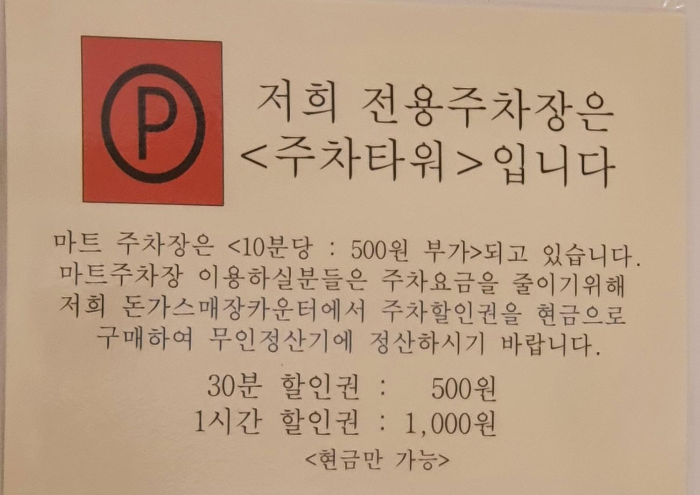 P
저희 전용주차장은
<주차타워>입니다
마트 주차장은 <10분당 : 500원 부가>되고 있습니다.
마트주차장 이용하실분들은 주차요금을 줄이기위해
저희 돈가스매장카운터에서 주차할인권을 현금으로
구매하여 무인정산기에 정산하시기 바랍니다.
30분 할인권 : 500원
1시간 할인권 : 1,000원
<현금만 가능>